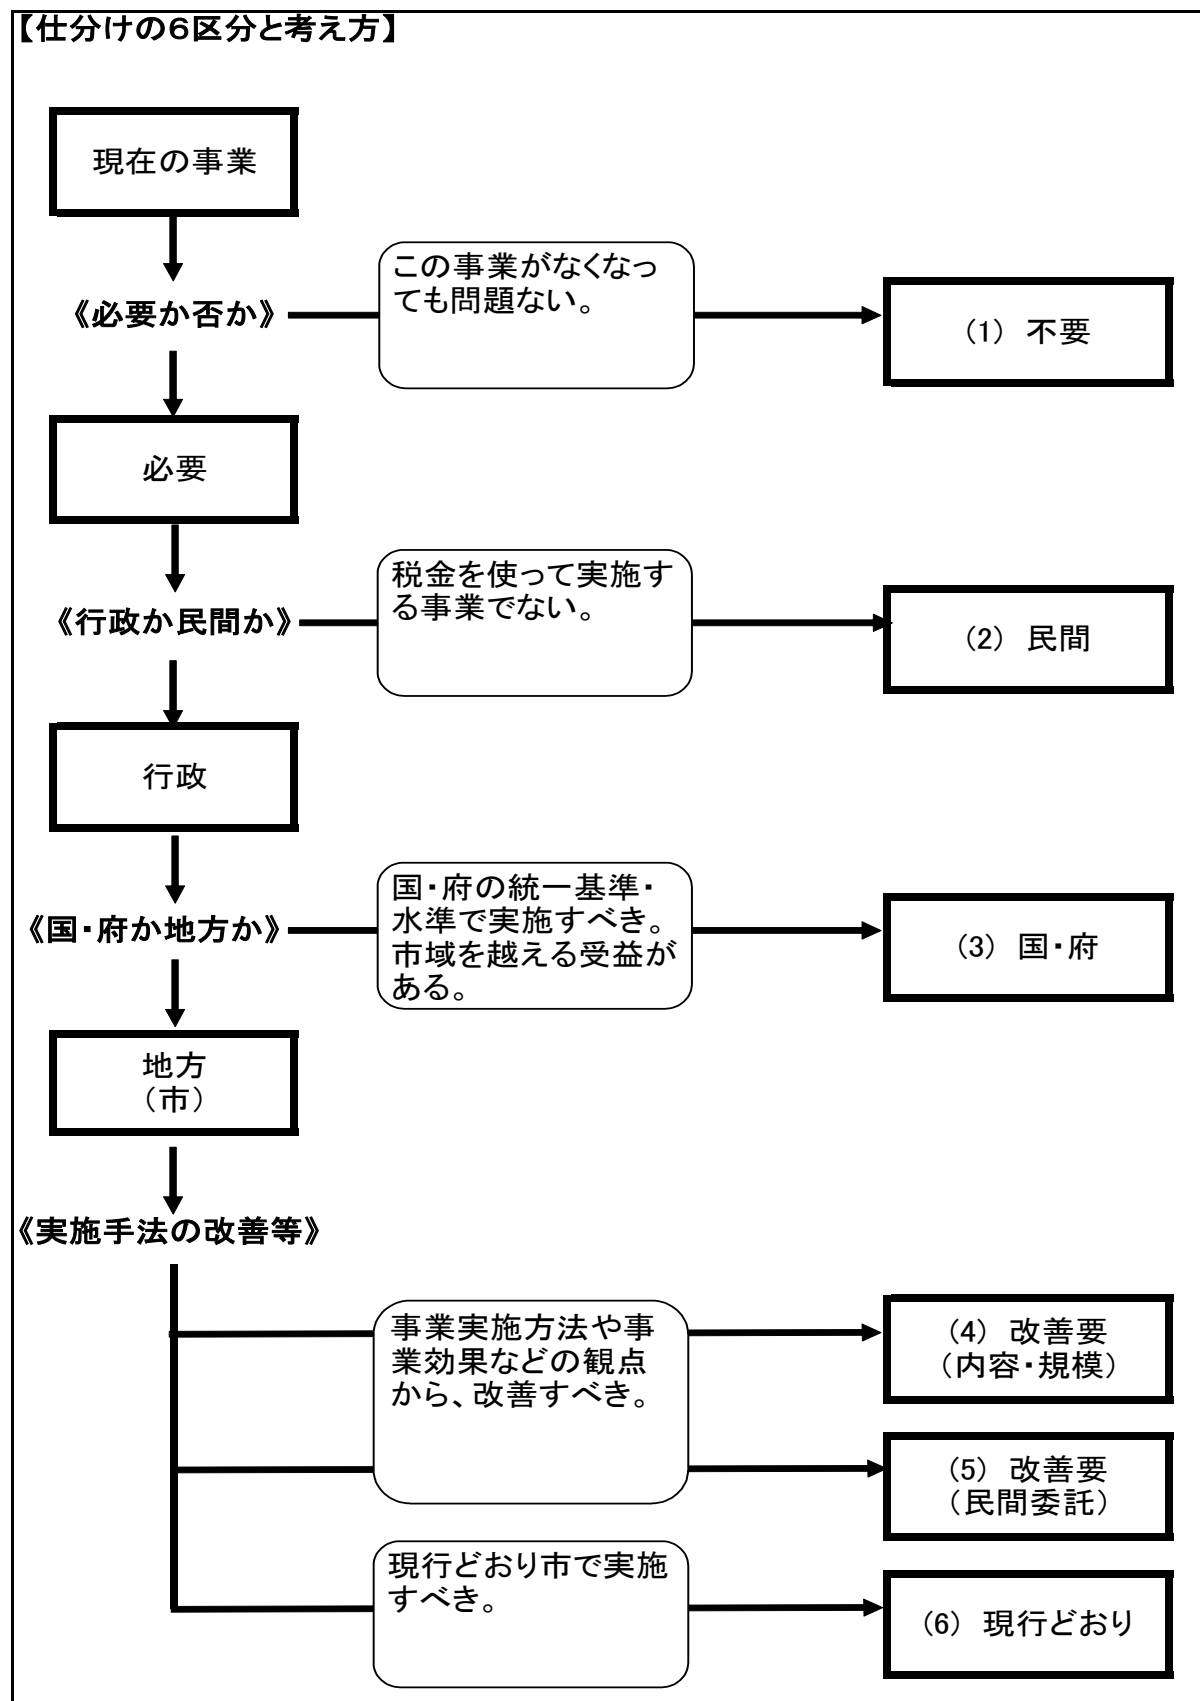 【仕分けの6区分と考え方】
現在の事業
《必要か否か》
この事業がなくなっ
ても問題ない。
(1) 不要
必要
《行政か民間か》
税金を使って実施す
る事業でない。
(2) 民間
行政
《国・府か地方か》
国・府の統一基準・
水準で実施すべき。
市域を越える受益が
ある。
(3) 国・府
地方
(市)
《実施手法の改善等》
事業実施方法や事
業効果などの観点
から、改善すべき。
(4) 改善要
(内容・規模)
(5) 改善要
(民間委託)
現行どおり市で実施
すべき。
(6) 現行どおり